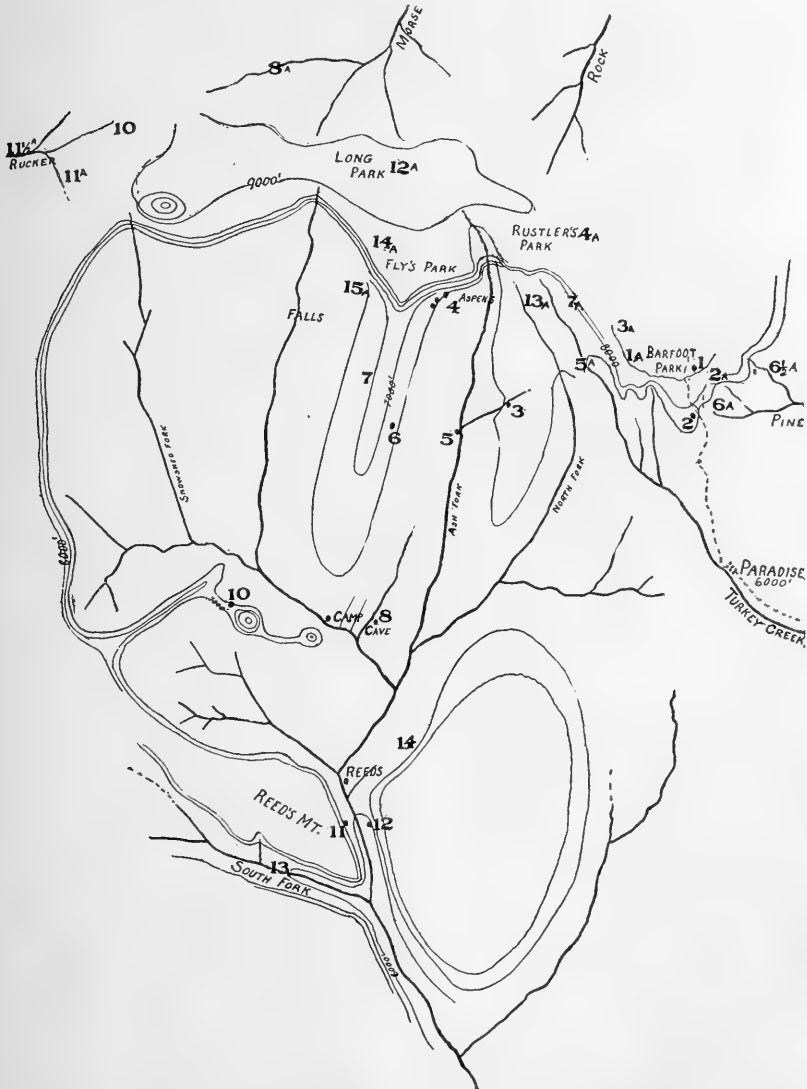 MORSE
8A
ROCK
10
11½A
RUCKER
11A
LONG
PARK
12A
9000'
RUSTLER'S
PARK
4A
14A
FLY'S PARK
15A
4
ASPENS
13A
7A
FALLS
3A
8000
1A
BARFOOT
PARK
1
2A
6½A
5A
6A
PINE
7
7000'
3
2
6
5
SNOWSHED FORK
ASH FORK
NORTH FORK
8000'
PARADISE
6000'
TURKEY CREEK
10
CAMP
8
CAVE
14
REEDS
REED'S MT.
11
12
13
SOUTH FORK
6000'